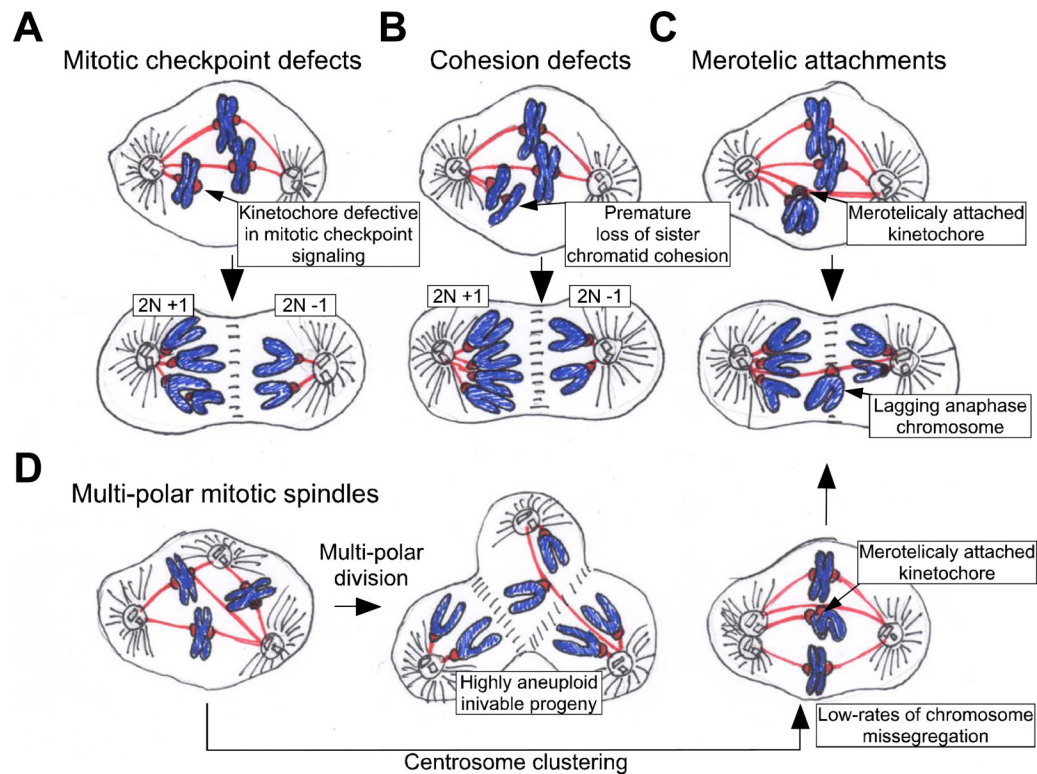 A
Mitotic checkpoint defects
Kinetochore defective
in mitotic checkpoint
signaling
2N +1
2N -1
B
Cohesion defects
Premature
loss of sister
chromatid cohesion
2N +1
2N -1
C
Merotelic attachments
Merotelicaly attached
kinetochore
Lagging anaphase
chromosome
D
Multi-polar mitotic spindles
Multi-polar
division
Highly aneuploid
inivable progeny
Merotelicaly attached
kinetochore
Low-rates of chromosome
missegregation
Centrosome clustering